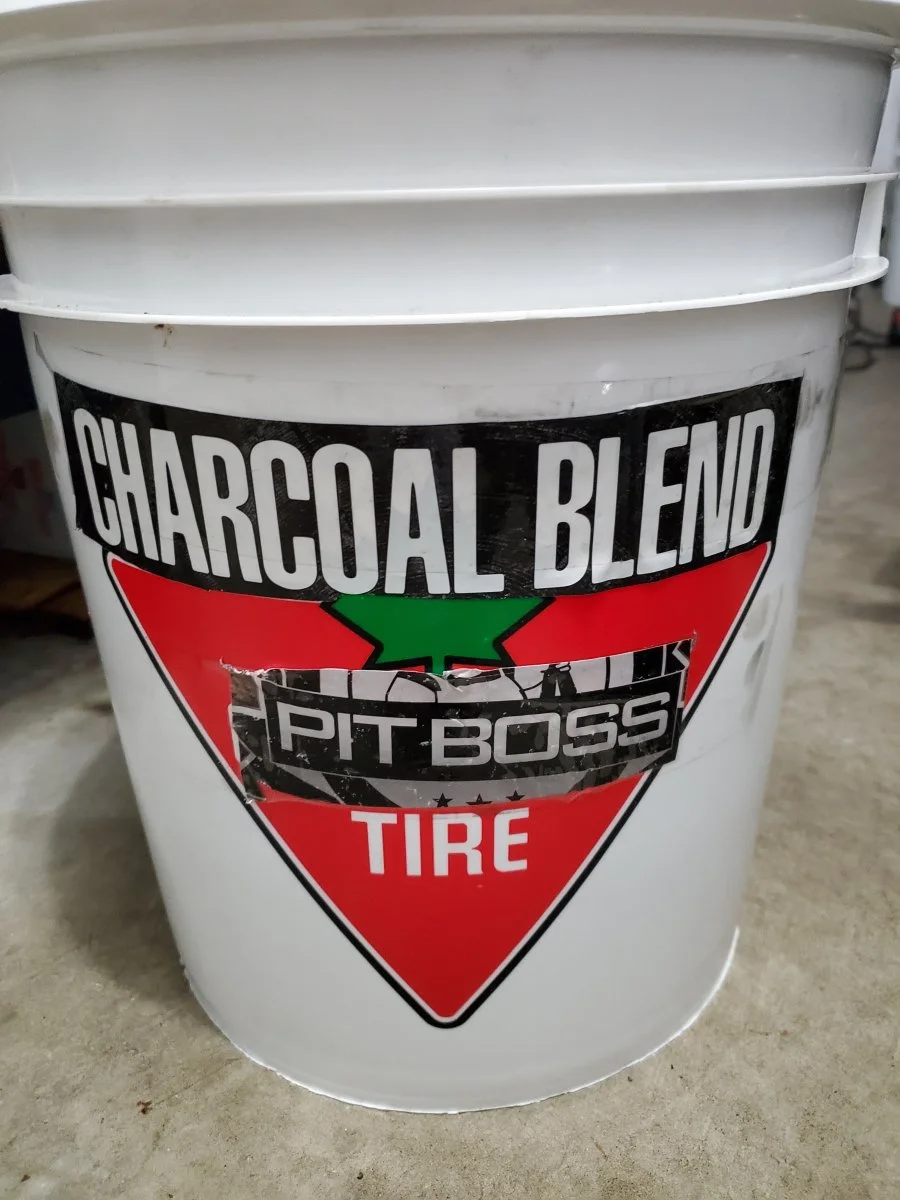 CHARCOAL BLEND
PIT BOSS
TIRE